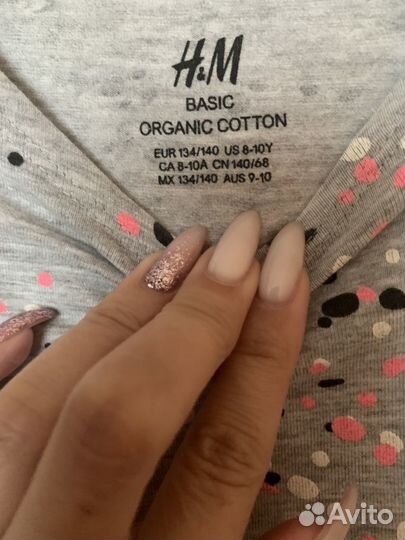 H&M
BASIC
ORGANIC COTTON
EUR 134/140 US 8-10Y
CA 8-10A CN 140/68
MX 134/140 AUS 9-10
Avito